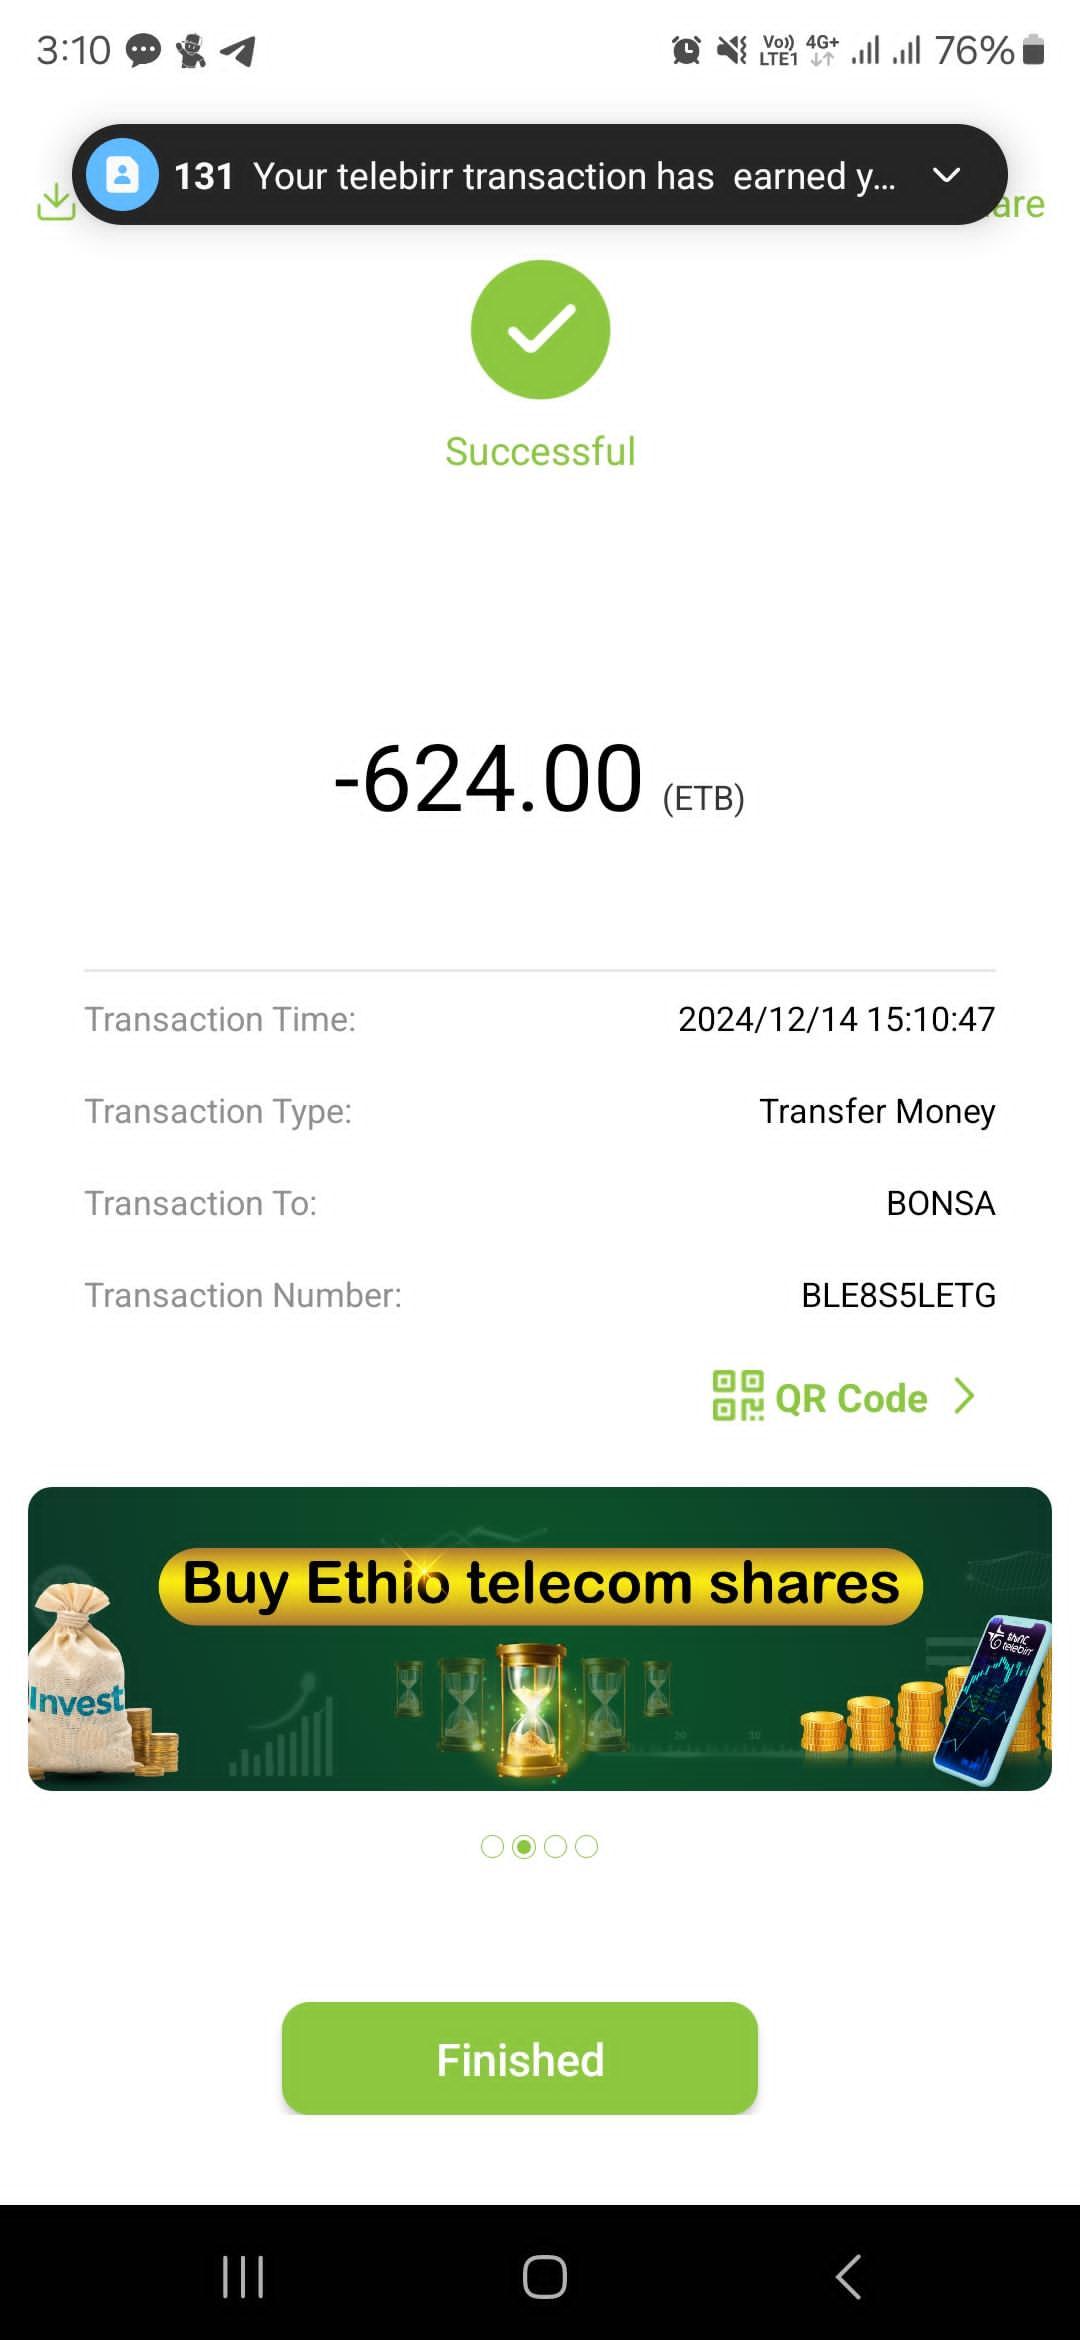 3:10 Vo)) LTE1 4G+ 76%
131 Your telebirr transaction has earned y...
are
Successful
-624.00 (ETB)
Transaction Time: 2024/12/14 15:10:47
Transaction Type: Transfer Money
Transaction To: BONSA
Transaction Number: BLE8S5LETG
QR Code
Buy Ethio telecom shares
Invest
telebirr
Finished